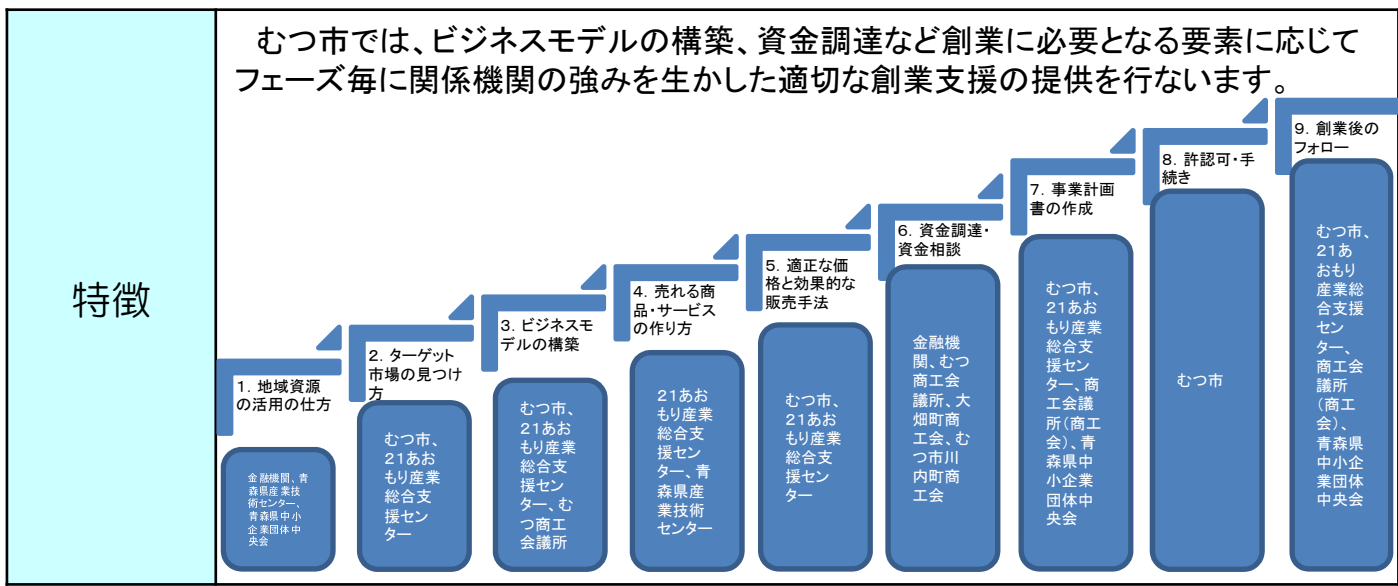 特徴
むつ市では、ビジネスモデルの構築、資金調達など創業に必要となる要素に応じて
フェーズ毎に関係機関の強みを生かした適切な創業支援の提供を行ないます。
1．地域資源
の活用の仕方
金融機関、青
森県産業技
術センター、
青森県中小
企業団体中
央会
2．ターゲット
市場の見つけ
方
むつ市、
21あお
もり産業
総合支
援セン
ター
3．ビジネスモ
デルの構築
むつ市、
21あお
もり産業
総合支
援セン
ター、む
つ商工
会議所
4．売れる商
品・サービス
の作り方
21あお
もり産業
総合支
援セン
ター、青
森県産
業技術
センター
5．適正な価
格と効果的な
販売手法
むつ市、
21あお
もり産業
総合支
援セン
ター
6．資金調達・
資金相談
金融機
関、むつ
商工会
議所、大
畑町商
工会、む
つ市川
内町商
工会
7．事業計画
書の作成
むつ市、
21あお
もり産業
総合支
援セン
ター、商
工会議
所（商工
会）、青
森県中
小企業
団体中
央会
8．許認可・手
続き
むつ市
9．創業後の
フォロー
むつ市、
21あ
おもり
産業総
合支援
セン
ター、
商工会
議所
（商工
会）、
青森県
中小企
業団体
中央会